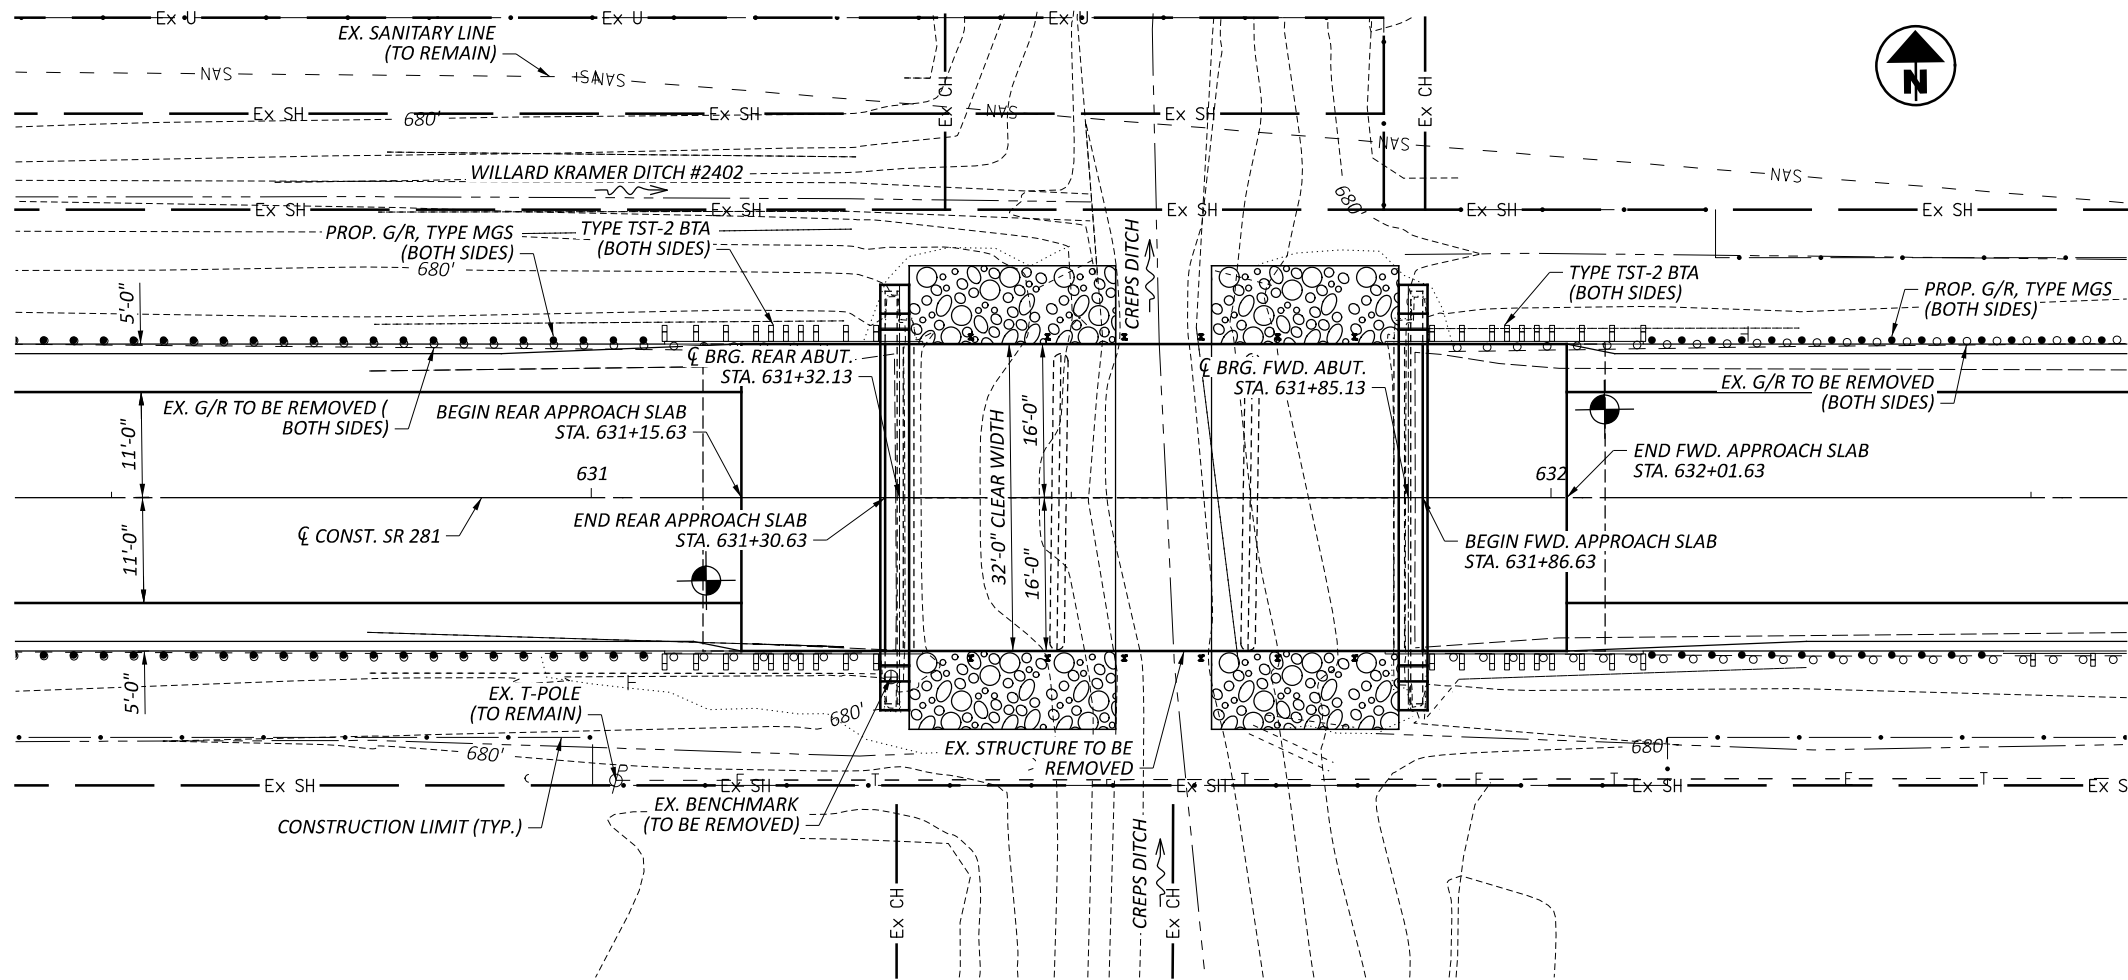 Ex U
Ex U
Ex U
EX. SANITARY LINE
(TO REMAIN)
SAN
SAN
SAN
SAN
SAN
Ex CH
Ex CH
N
Ex SH
680'
Ex SH
Ex SH
WILLARD KRAMER DITCH #2402
680'
Ex SH
Ex SH
Ex SH
Ex SH
Ex SH
PROP. G/R, TYPE MGS
(BOTH SIDES)
680'
TYPE TST-2 BTA
(BOTH SIDES)
CREPS DITCH
TYPE TST-2 BTA
(BOTH SIDES)
PROP. G/R, TYPE MGS
(BOTH SIDES)
5'-0"
℄ BRG. REAR ABUT.
STA. 631+32.13
℄ BRG. FWD. ABUT.
STA. 631+85.13
EX. G/R TO BE REMOVED
(BOTH SIDES)
EX. G/R TO BE REMOVED (
BOTH SIDES)
BEGIN REAR APPROACH SLAB
STA. 631+15.63
11'-0"
32'-0" CLEAR WIDTH
16'-0"
END FWD. APPROACH SLAB
STA. 632+01.63
631
632
℄ CONST. SR 281
END REAR APPROACH SLAB
STA. 631+30.63
11'-0"
16'-0"
BEGIN FWD. APPROACH SLAB
STA. 631+86.63
5'-0"
EX. T-POLE
(TO REMAIN)
680'
680'
EX. STRUCTURE TO BE
REMOVED
680'
Ex SH
Ex SH
T
T
T
T
Ex SH
Ex S
CONSTRUCTION LIMIT (TYP.)
EX. BENCHMARK
(TO BE REMOVED)
CREPS DITCH
Ex CH
Ex CH